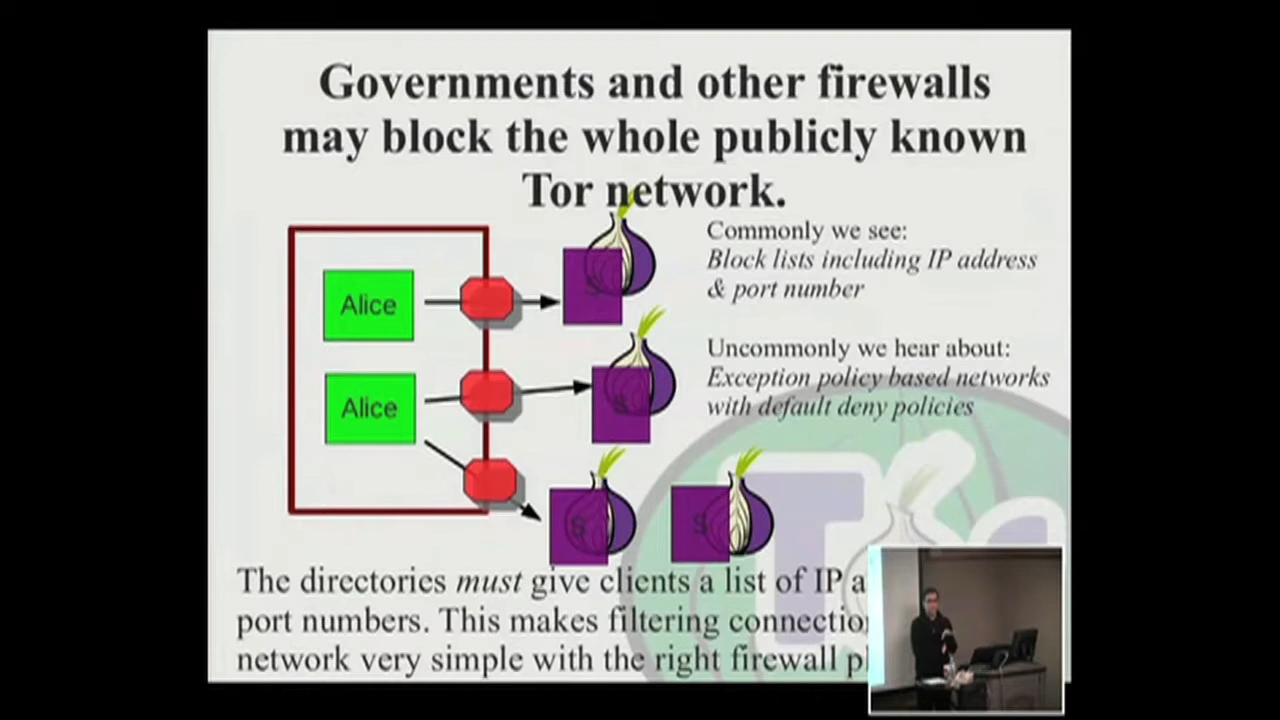 Governments and other firewalls
may block the whole publicly known
Tor network.
Commonly we see:
Block lists including IP address
& port number
Uncommonly we hear about:
Exception policy based networks
with default deny policies
Alice
Alice
S
S
S
S
The directories must give clients a list of IP
port numbers. This makes filtering
network very simple with the right firewall